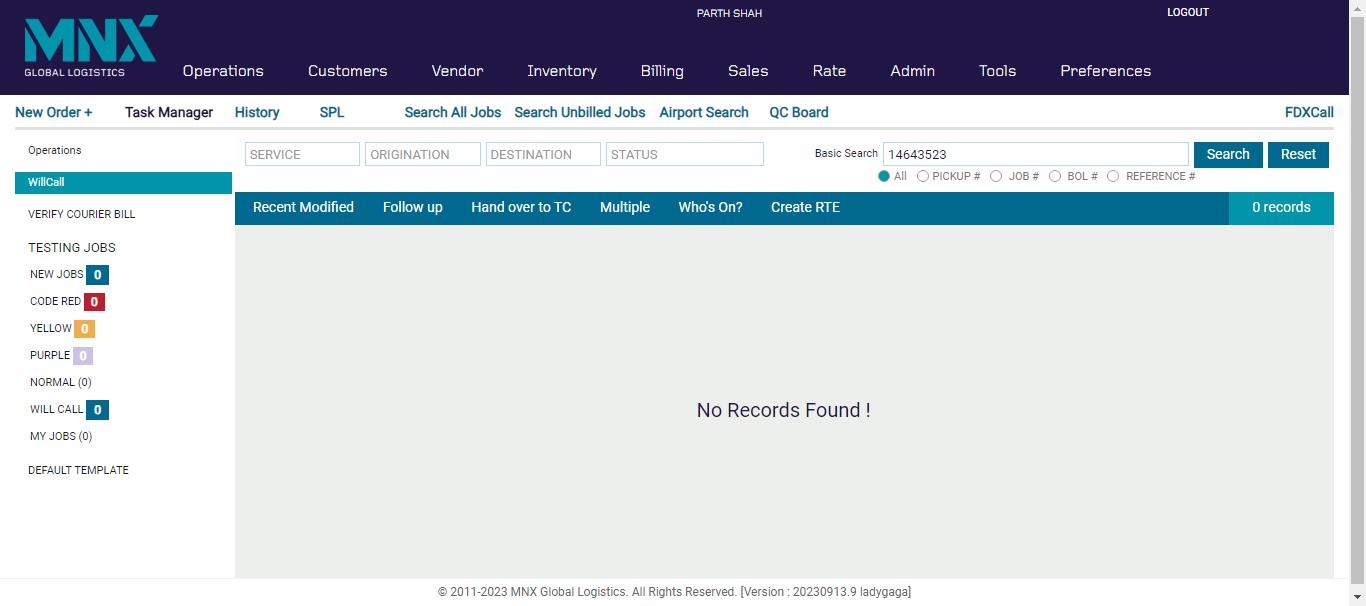 PARTH SHAH
LOGOUT
MNX
GLOBAL LOGISTICS
Operations Customers Vendor Inventory Billing Sales Rate Admin Tools Preferences
New Order + Task Manager History SPL Search All Jobs Search Unbilled Jobs Airport Search QC Board FDXCall
Operations
WillCall
VERIFY COURIER BILL
TESTING JOBS
NEW JOBS 0
CODE RED 0
YELLOW 0
PURPLE 0
NORMAL (0)
WILL CALL 0
MY JOBS (0)
DEFAULT TEMPLATE
SERVICE ORIGINATION DESTINATION STATUS Basic Search 14643523 Search Reset
All PICKUP # JOB # BOL # REFERENCE #
Recent Modified Follow up Hand over to TC Multiple Who's On? Create RTE 0 records
No Records Found !
© 2011-2023 MNX Global Logistics. All Rights Reserved. [Version : 20230913.9 ladygaga]